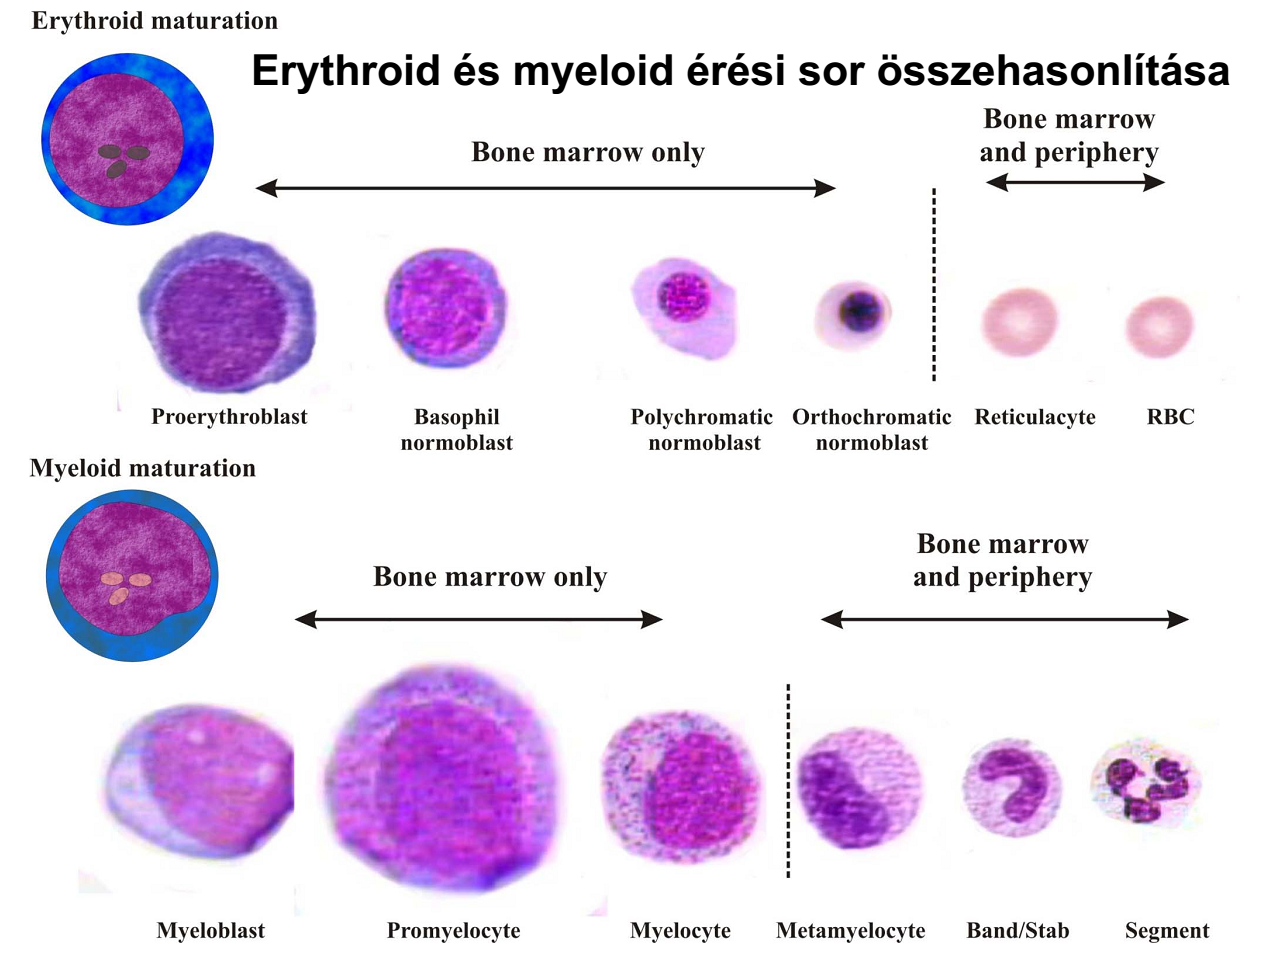 Erythroid maturation
Erythroid és myeloid érési sor összehasonlítása
Bone marrow only
Bone marrow
and periphery
Proerythroblast
Basophil
normoblast
Polychromatic
normoblast
Orthochromatic
normoblast
Reticulacyte
RBC
Myeloid maturation
Bone marrow only
Bone marrow
and periphery
Myeloblast
Promyelocyte
Myelocyte
Metamyelocyte
Band/Stab
Segment